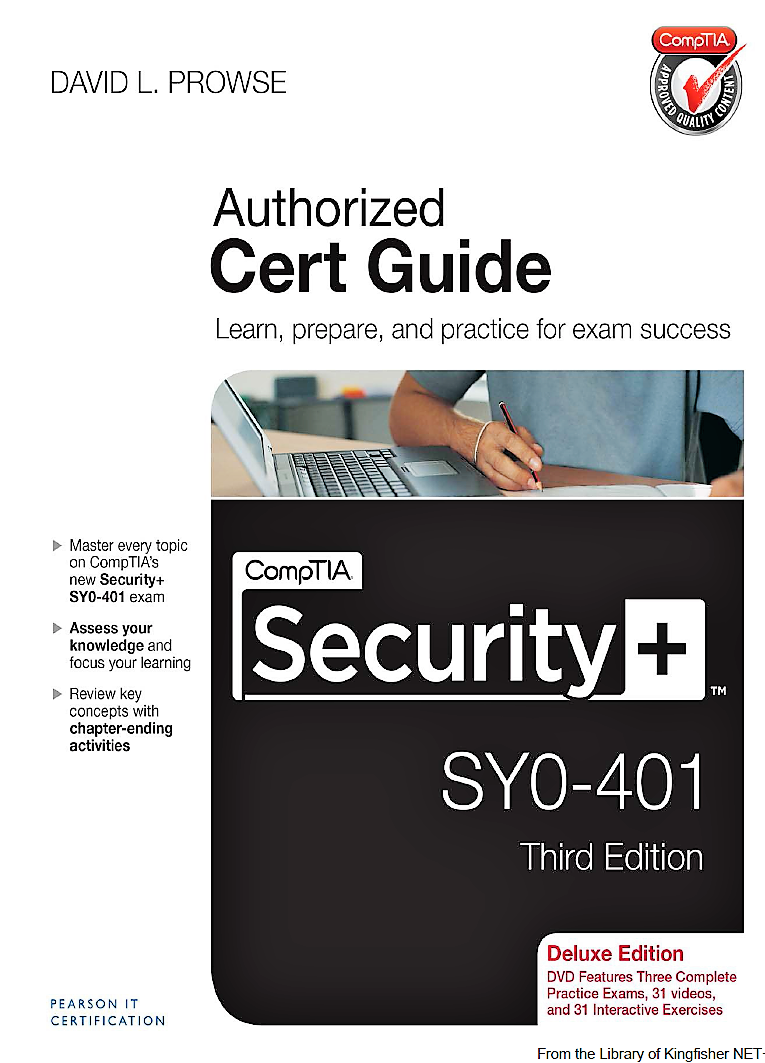 DAVID L. PROWSE
CompTIA
APPROVED QUALITY CONTENT
Authorized
Cert Guide
Learn, prepare, and practice for exam success
Master every topic
on CompTIA's
new Security+
SY0-401 exam
Assess your
knowledge and
focus your learning
Review key
concepts with
chapter-ending
activities
CompTIA
Security+ ™
SY0-401
Third Edition
Deluxe Edition
DVD Features Three Complete
Practice Exams, 31 videos,
and 31 Interactive Exercises
PEARSON IT
CERTIFICATION
From the Library of Kingfisher NET